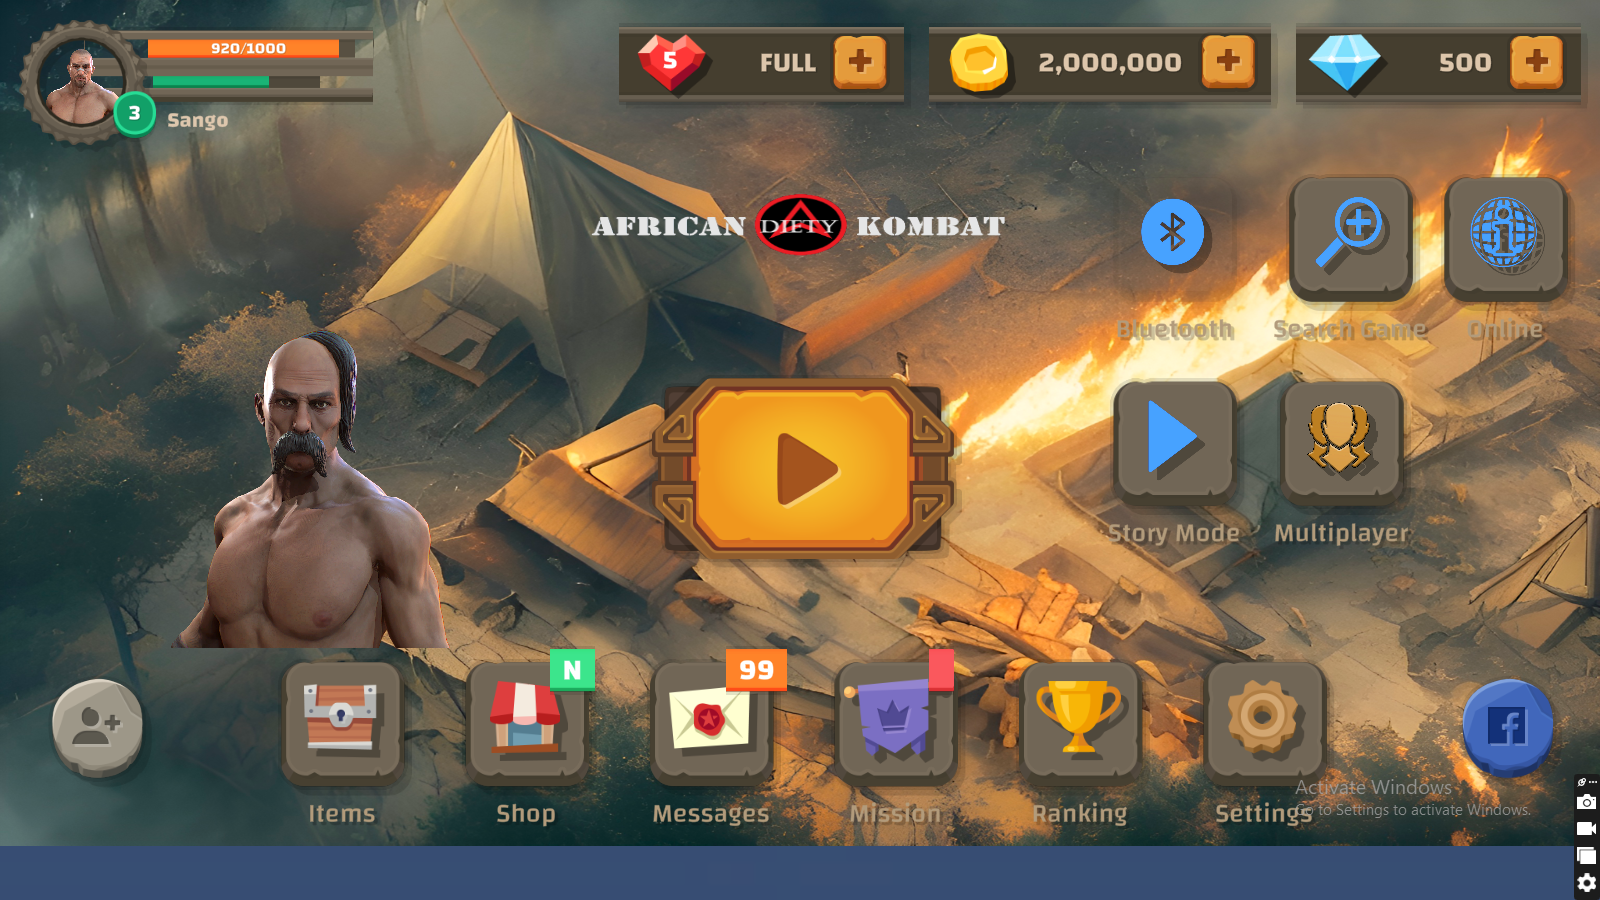 920/1000
3
Sango
5
FULL
2,000,000
500
AFRICAN DIETY KOMBAT
Bluetooth
Search Game
Online
Story Mode
Multiplayer
N
99
Items
Shop
Messages
Mission
Ranking
Settings
Activate Windows
Go to Settings to activate Windows.